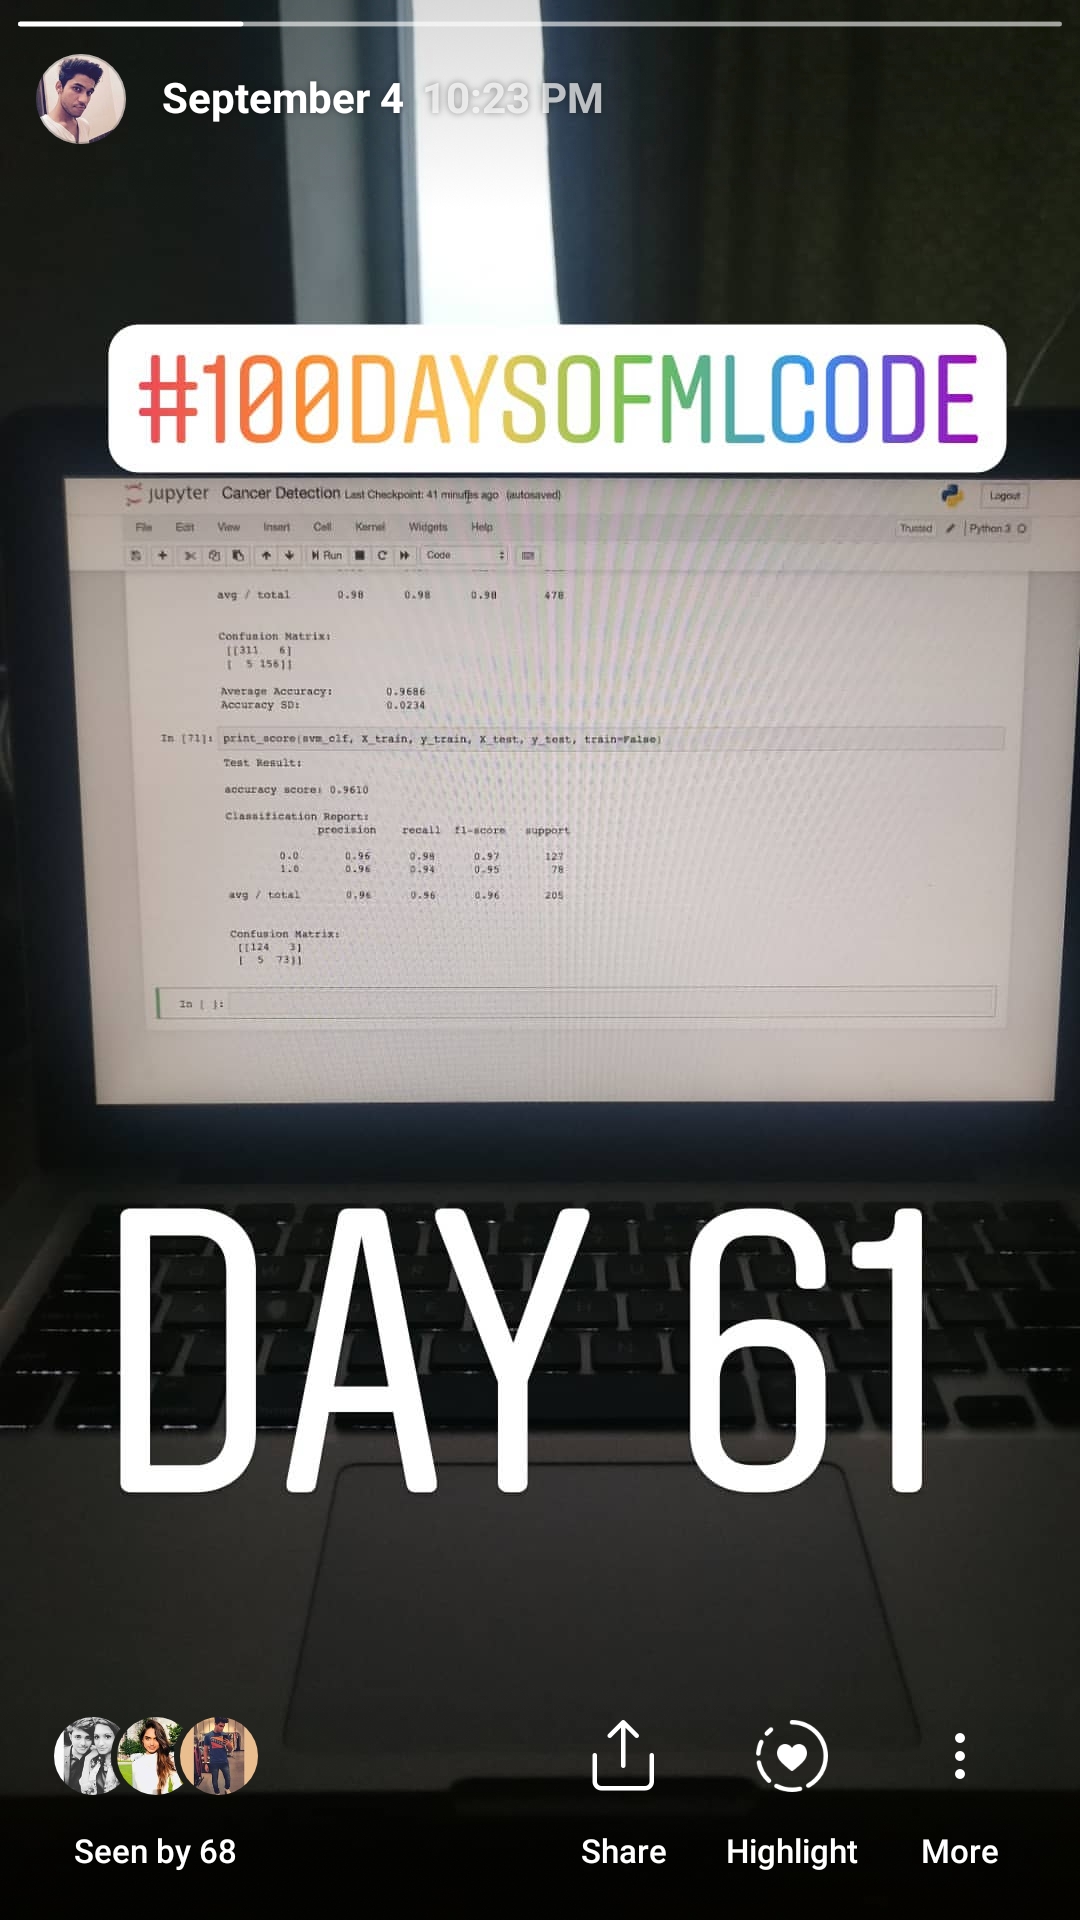 September 4 10:23 PM
#100DAYSOFMLCODE
jupyter Cancer Detection Last Checkpoint: 41 minutes ago (autosaved)
Logout
File Edit View Insert Cell Kernel Widgets Help
Trusted Python 3
Run Code
avg / total 0.98 0.98 0.98 478
Confusion Matrix:
[[311 6]
[ 5 156]]
Average Accuracy: 0.9686
Accuracy SD: 0.0234
In [71]: print_score(svm_clf, X_train, y_train, X_test, y_test, train=False)
Test Result:
accuracy score: 0.9610
Classification Report:
precision recall f1-score support
0.0 0.96 0.98 0.97 127
1.0 0.96 0.94 0.95 78
avg / total 0.96 0.96 0.96 205
Confusion Matrix:
[[124 3]
[ 5 73]]
In [ ]:
DAY 61
Seen by 68
Share
Highlight
More